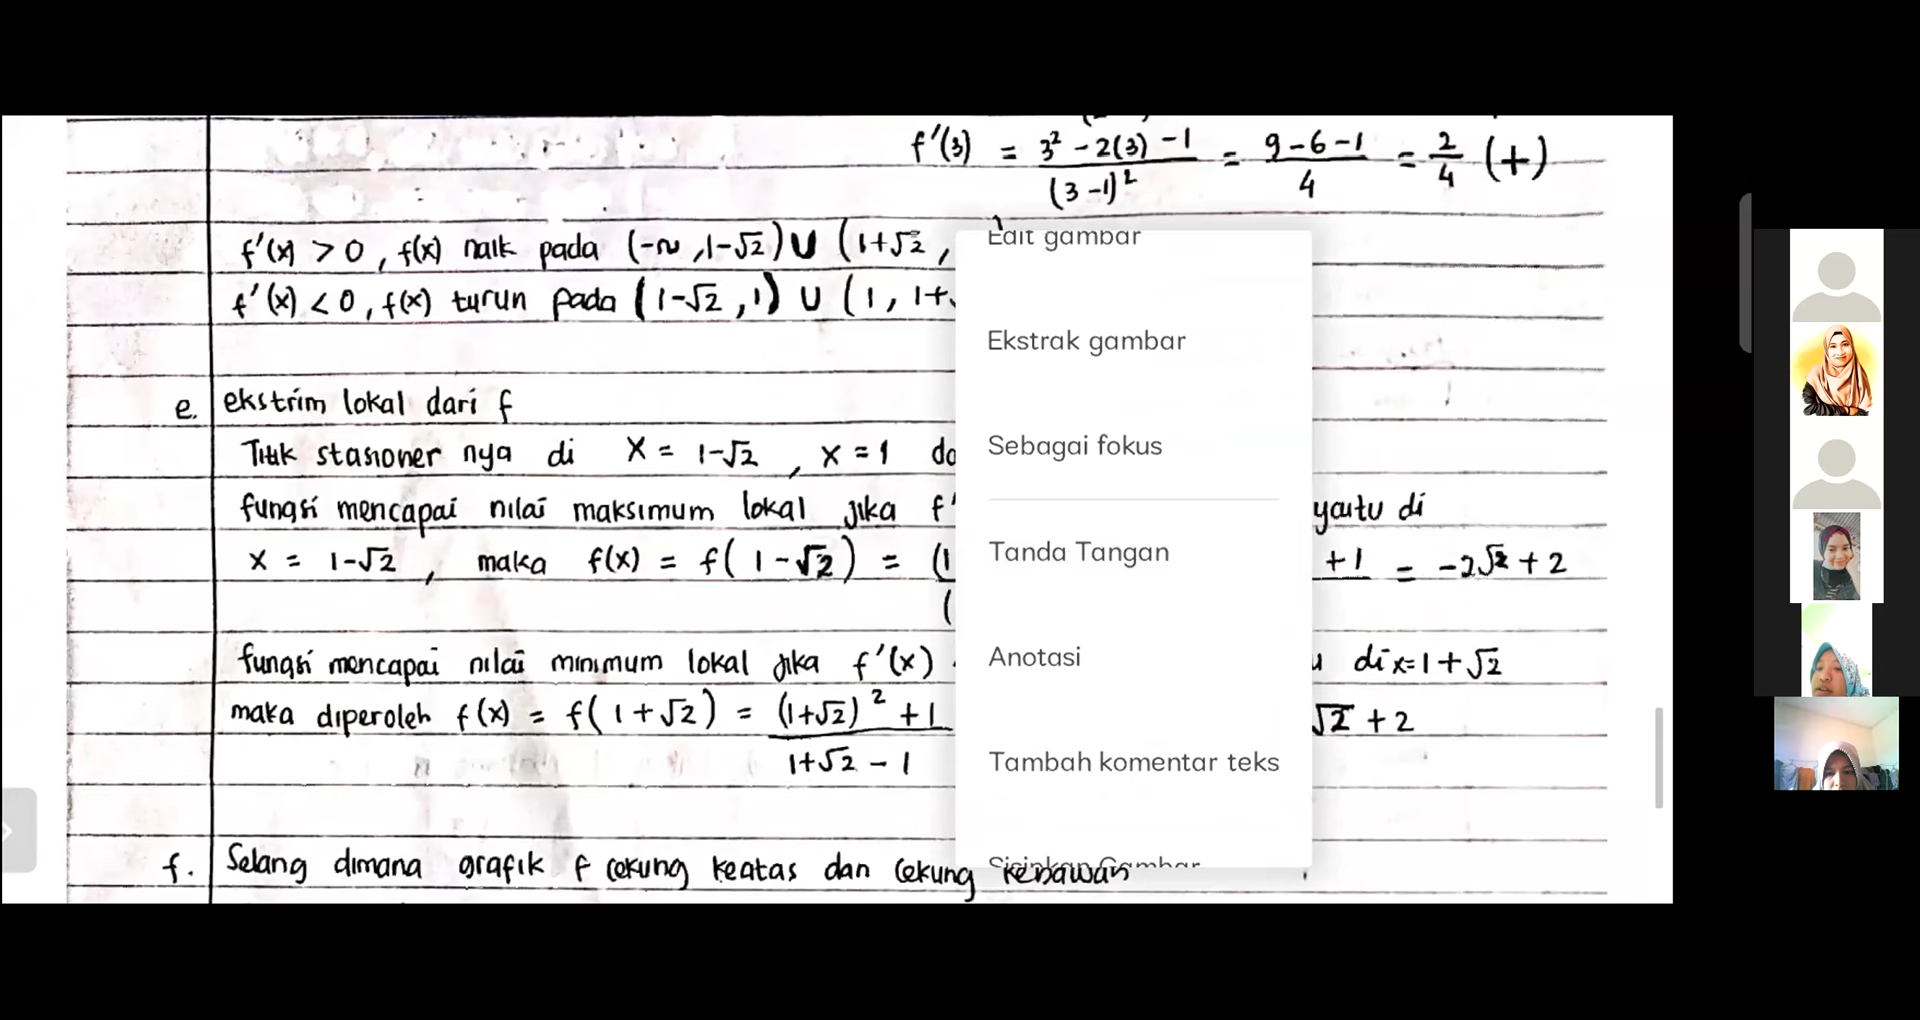 f'(3) = 3² - 2(3) - 1 / (3 - 1)² = 9 - 6 - 1 / 4 = 2/4 (+)
f'(x) > 0, f(x) naik pada (-~, 1-√2) U (1+√2,
f'(x) < 0, f(x) turun pada (1-√2, 1) U (1, 1+
e. ekstrim lokal dari f
Titik stasioner nya di x = 1-√2, x = 1 da
fungsi mencapai nilai maksimum lokal jika f' yaitu di
x = 1-√2, maka f(x) = f(1-√2) = (1 +1 = -2√2 + 2
(
fungsi mencapai nilai minimum lokal jika f'(x) di x = 1+√2
maka diperoleh f(x) = f(1+√2) = (1+√2)² + 1 / 1+√2 - 1 √2 + 2
f. Selang dimana grafik f cekung keatas dan cekung kebawah
Edit gambar
Ekstrak gambar
Sebagai fokus
Tanda Tangan
Anotasi
Tambah komentar teks
Sisipkan Gambar